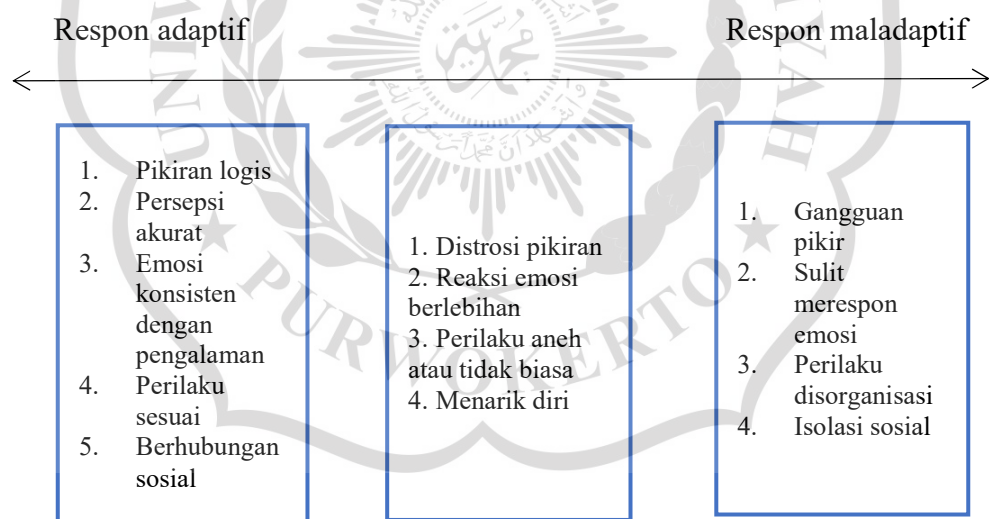 Respon adaptif
Respon maladaptif
1. Pikiran logis
2. Persepsi
akurat
3. Emosi
konsisten
dengan
pengalaman
4. Perilaku
sesuai
5. Berhubungan
sosial
1. Distrosi pikiran
2. Reaksi emosi
berlebihan
3. Perilaku aneh
atau tidak biasa
4. Menarik diri
1. Gangguan
pikir
2. Sulit
merespon
emosi
3. Perilaku
disorganisasi
4. Isolasi sosial
PURWOKERTO